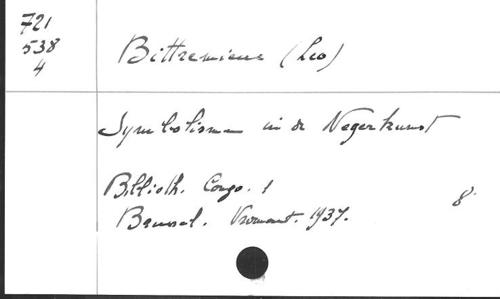 721
538
4
Bittremieux (Leo)
Symbolisme in de Negerkunst
Biblioth. Congo. 1
8°
Brussel. Vromant. 1937.